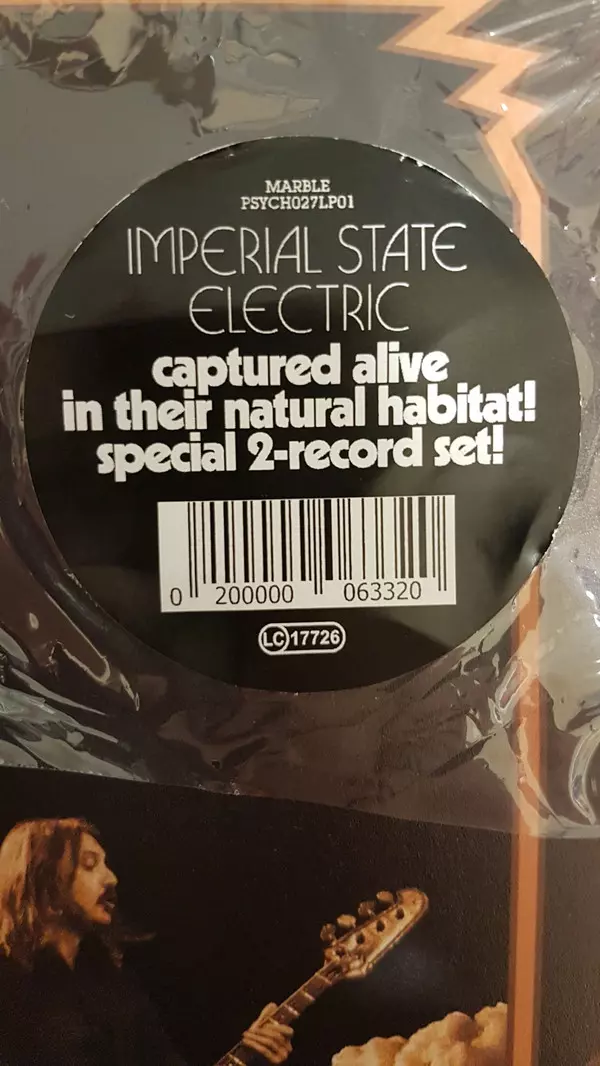 MARBLE
PSYCH027LP01
IMPERIAL STATE
ELECTRIC
captured alive
in their natural habitat!
special 2-record set!
0 200000 063320
LC 17726